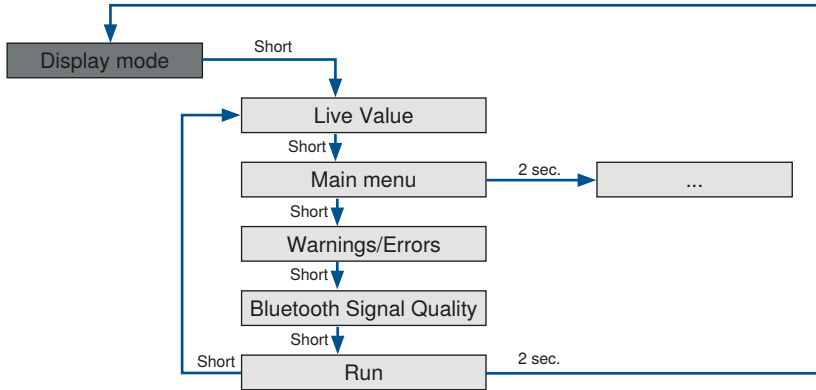 Display mode
Short
Live Value
Short
Main menu
2 sec.
...
Short
Warnings/Errors
Short
Bluetooth Signal Quality
Short
Short
Run
2 sec.